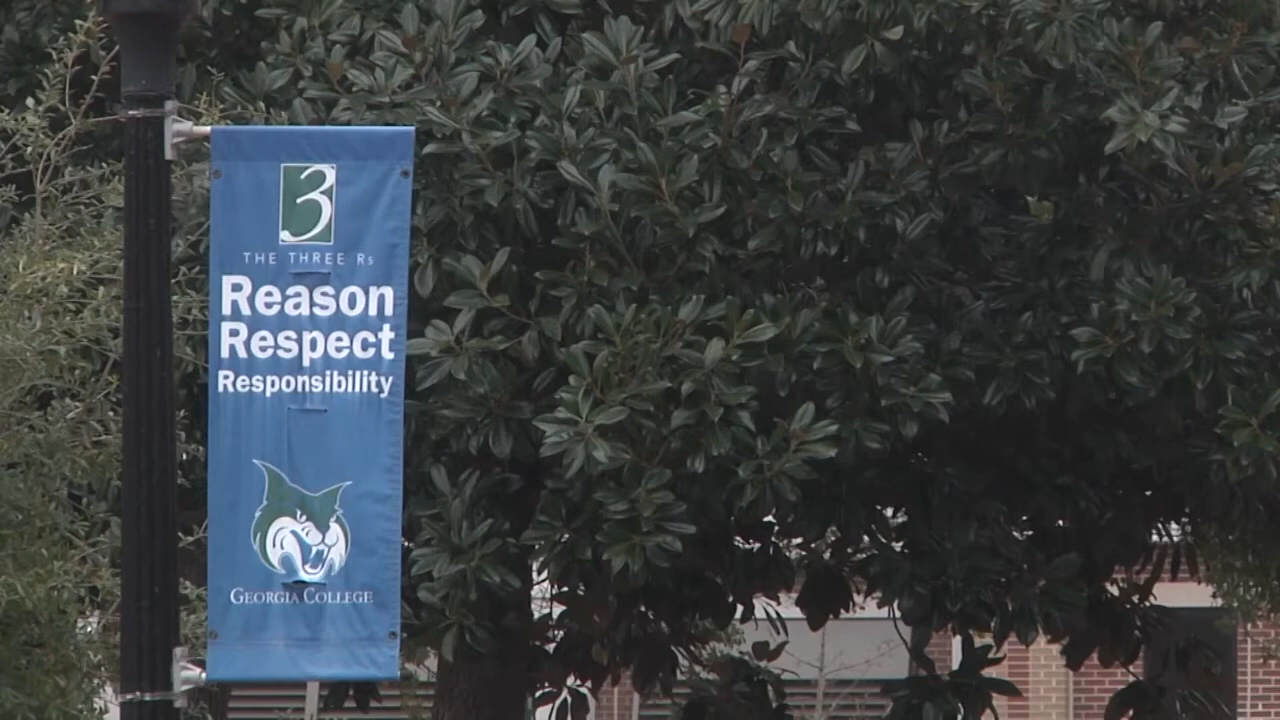 3
THE THREE Rs
Reason
Respect
Responsibility
GEORGIA COLLEGE